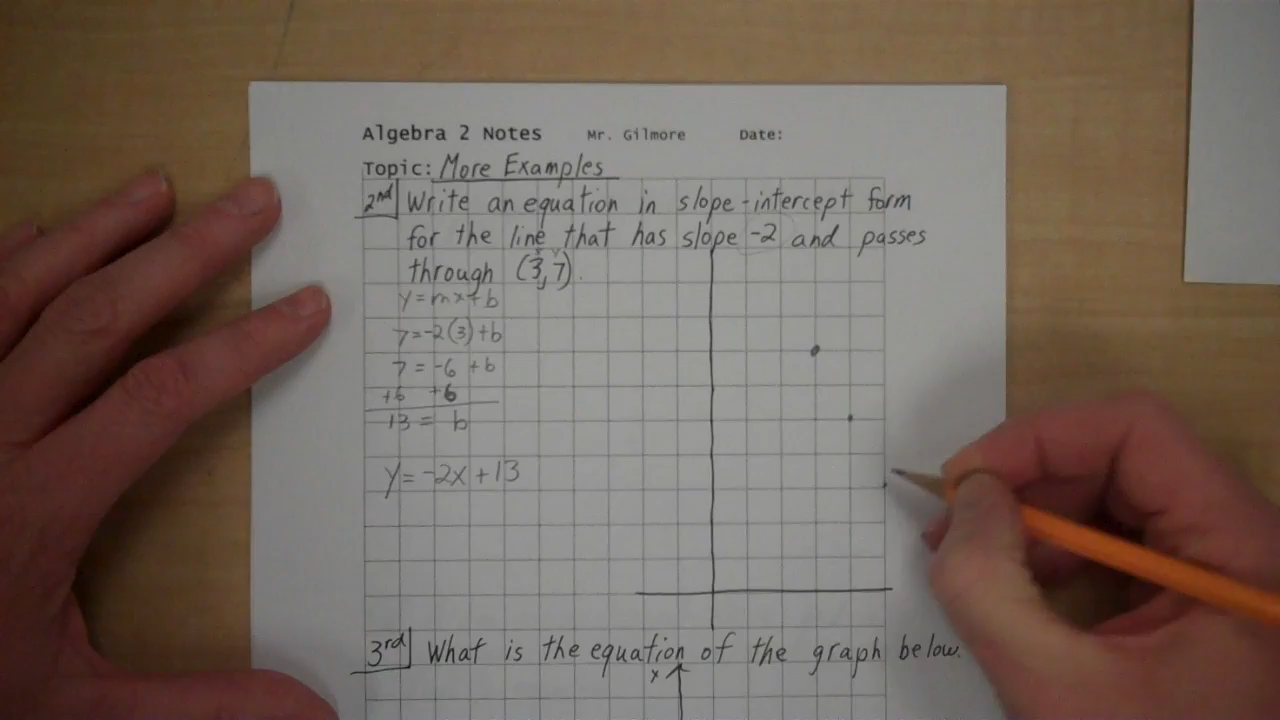 Algebra 2 Notes Mr. Gilmore Date:
Topic: More Examples
2nd Write an equation in slope-intercept form
for the line that has slope -2 and passes
through (3,7).
x y
y=mx+b
7=-2(3)+b
7=-6+b
+6 +6
13=b
y=-2x+13
3rd What is the equation of the graph below.
x